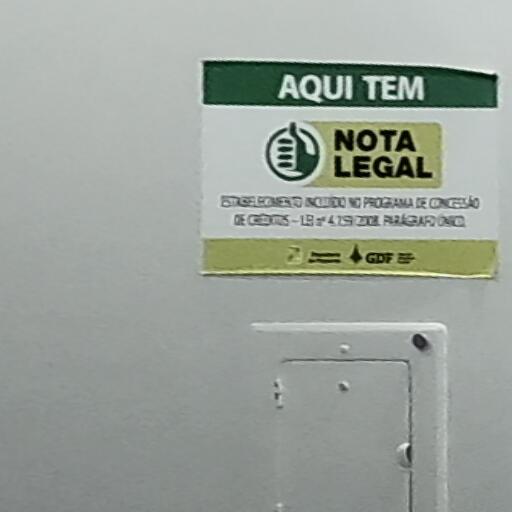 AQUI TEM
NOTA
LEGAL
ESTABELECIMENTO INCLUÍDO NO PROGRAMA DE CONCESSÃO
DE CRÉDITOS – LEI nº 4.159/2008. PARÁGRAFO ÚNICO.
GDF